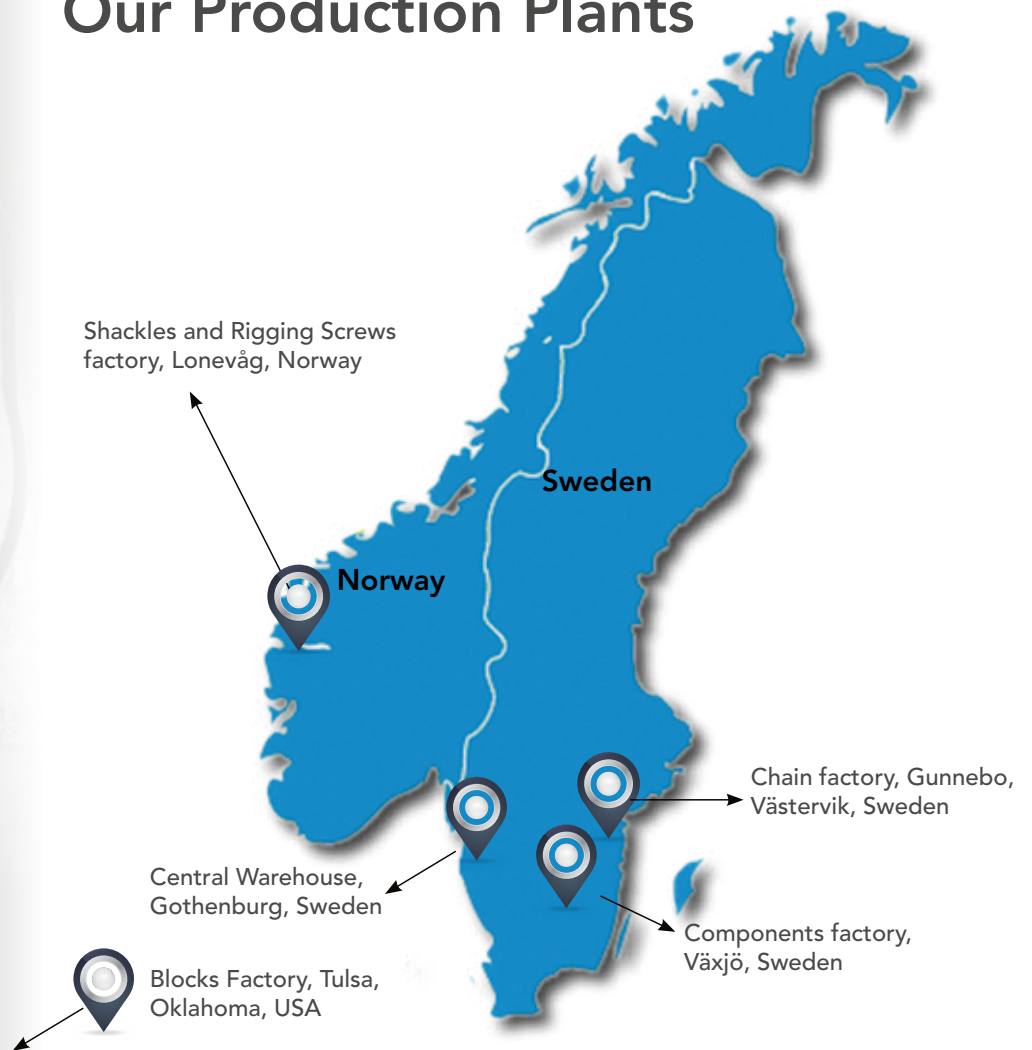 Our Production Plants
Shackles and Rigging Screws
factory, Lonevåg, Norway
Sweden
Norway
Chain factory, Gunnebo,
Västervik, Sweden
Central Warehouse,
Gothenburg, Sweden
Components factory,
Växjö, Sweden
Blocks Factory, Tulsa,
Oklahoma, USA